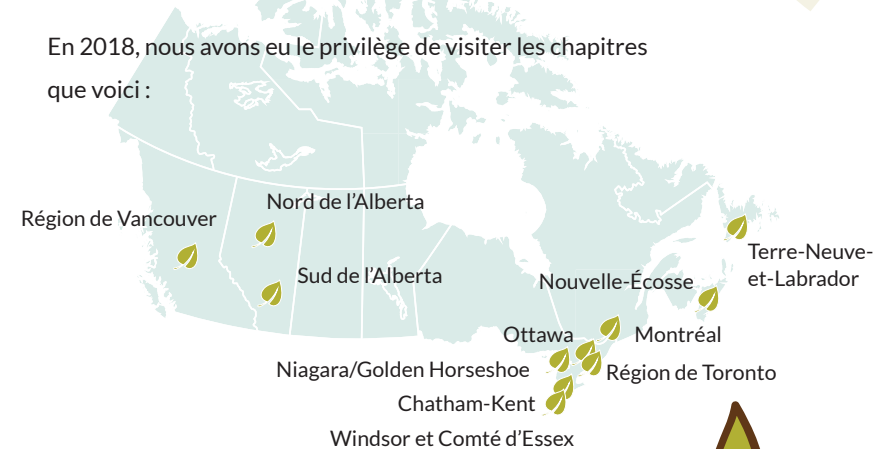 En 2018, nous avons eu le privilège de visiter les chapitres
que voici :
Nord de l'Alberta
Région de Vancouver
Terre-Neuve-
et-Labrador
Sud de l'Alberta
Nouvelle-Écosse
Ottawa
Montréal
Niagara/Golden Horseshoe
Région de Toronto
Chatham-Kent
Windsor et Comté d'Essex